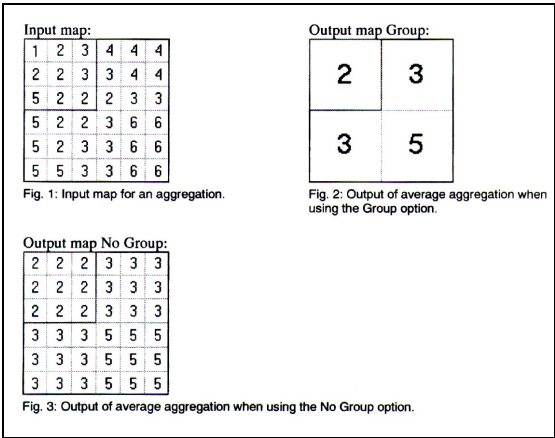 Input map:
1 2 3 4 4 4
2 2 3 3 4 4
5 2 2 2 3 3
5 2 2 3 6 6
5 2 3 3 6 6
5 5 3 3 6 6
Fig. 1: Input map for an aggregation.
Output map Group:
2 3
3 5
Fig. 2: Output of average aggregation when
using the Group option.
Output map No Group:
2 2 2 3 3 3
2 2 2 3 3 3
2 2 2 3 3 3
3 3 3 5 5 5
3 3 3 5 5 5
3 3 3 5 5 5
Fig. 3: Output of average aggregation when using the No Group option.